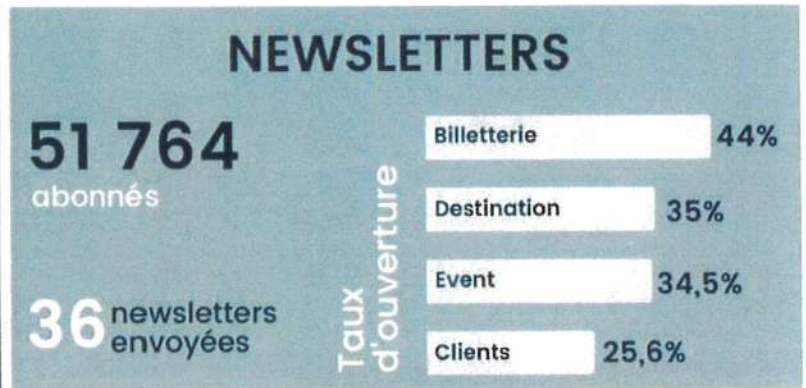 NEWSLETTERS
51 764
abonnés
36 newsletters
envoyées
Taux
d'ouverture
Billetterie 44%
Destination 35%
Event 34,5%
Clients 25,6%